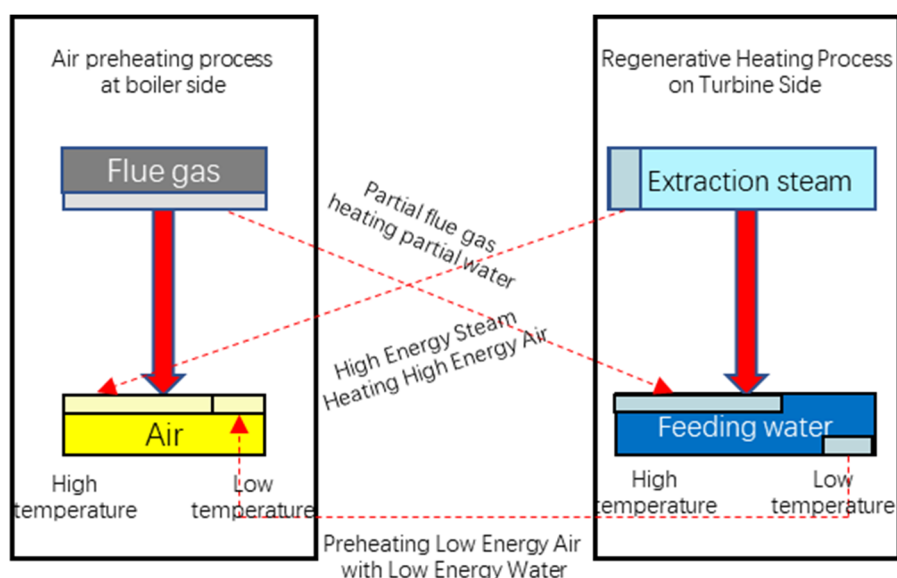 Air preheating process
at boiler side
Regenerative Heating Process
on Turbine Side
Flue gas
Extraction steam
Partial flue gas
heating partial water
High Energy Steam
Heating High Energy Air
Air
Feeding water
High
temperature
Low
temperature
High
temperature
Low
temperature
Preheating Low Energy Air
with Low Energy Water